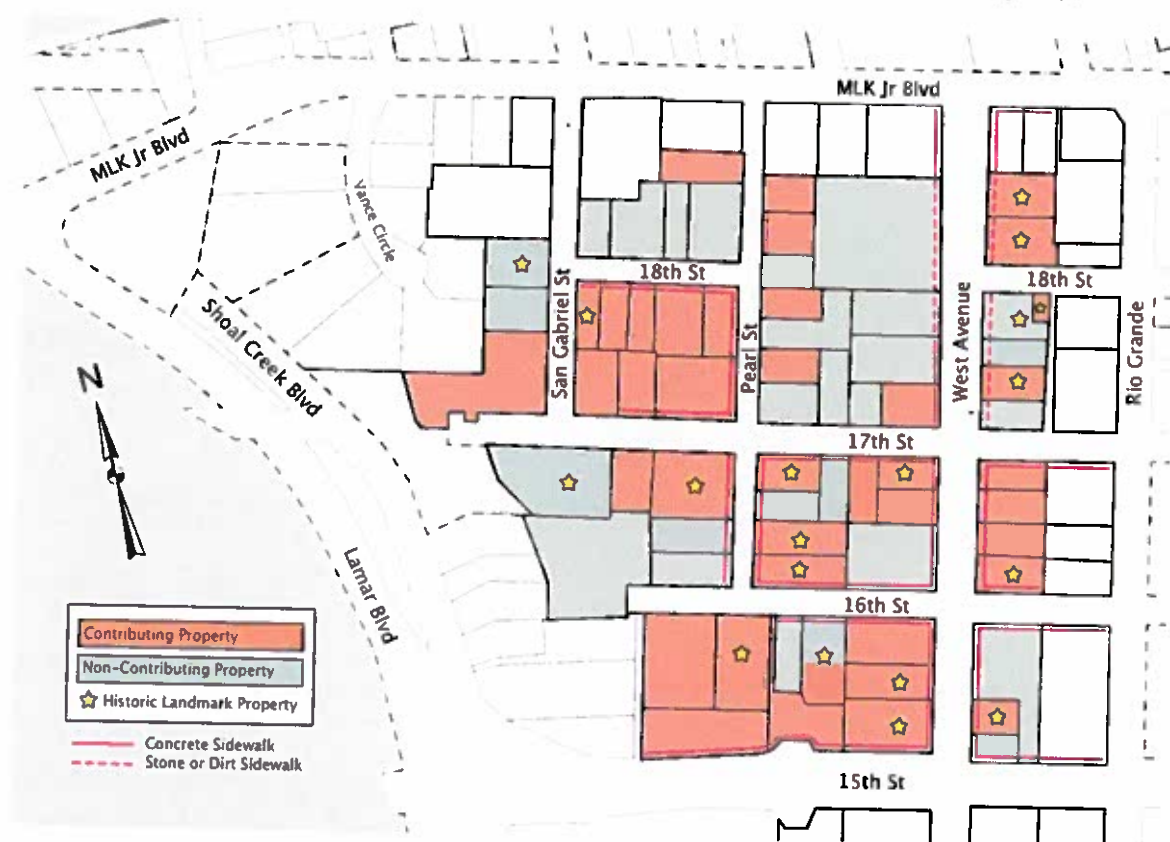 MLK Jr Blvd
MLK Jr Blvd
Vance Circle
18th St
18th St
San Gabriel St
Pearl St
West Avenue
Rio Grande
Shoal Creek Blvd
N
17th St
Lamar Blvd
16th St
Contributing Property
Non-Contributing Property
Historic Landmark Property
Concrete Sidewalk
Stone or Dirt Sidewalk
15th St